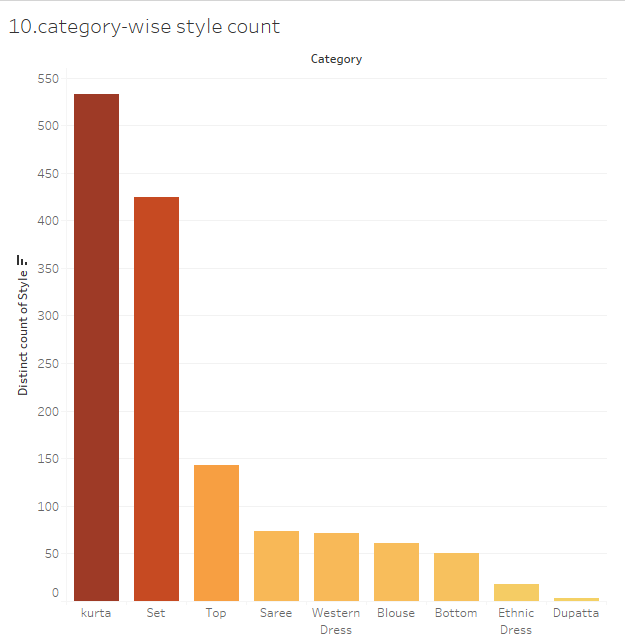 10.category-wise style count
Category
Distinct count of Style
550
500
450
400
350
300
250
200
150
100
50
0
kurta
Set
Top
Saree
Western
Dress
Blouse
Bottom
Ethnic
Dress
Dupatta